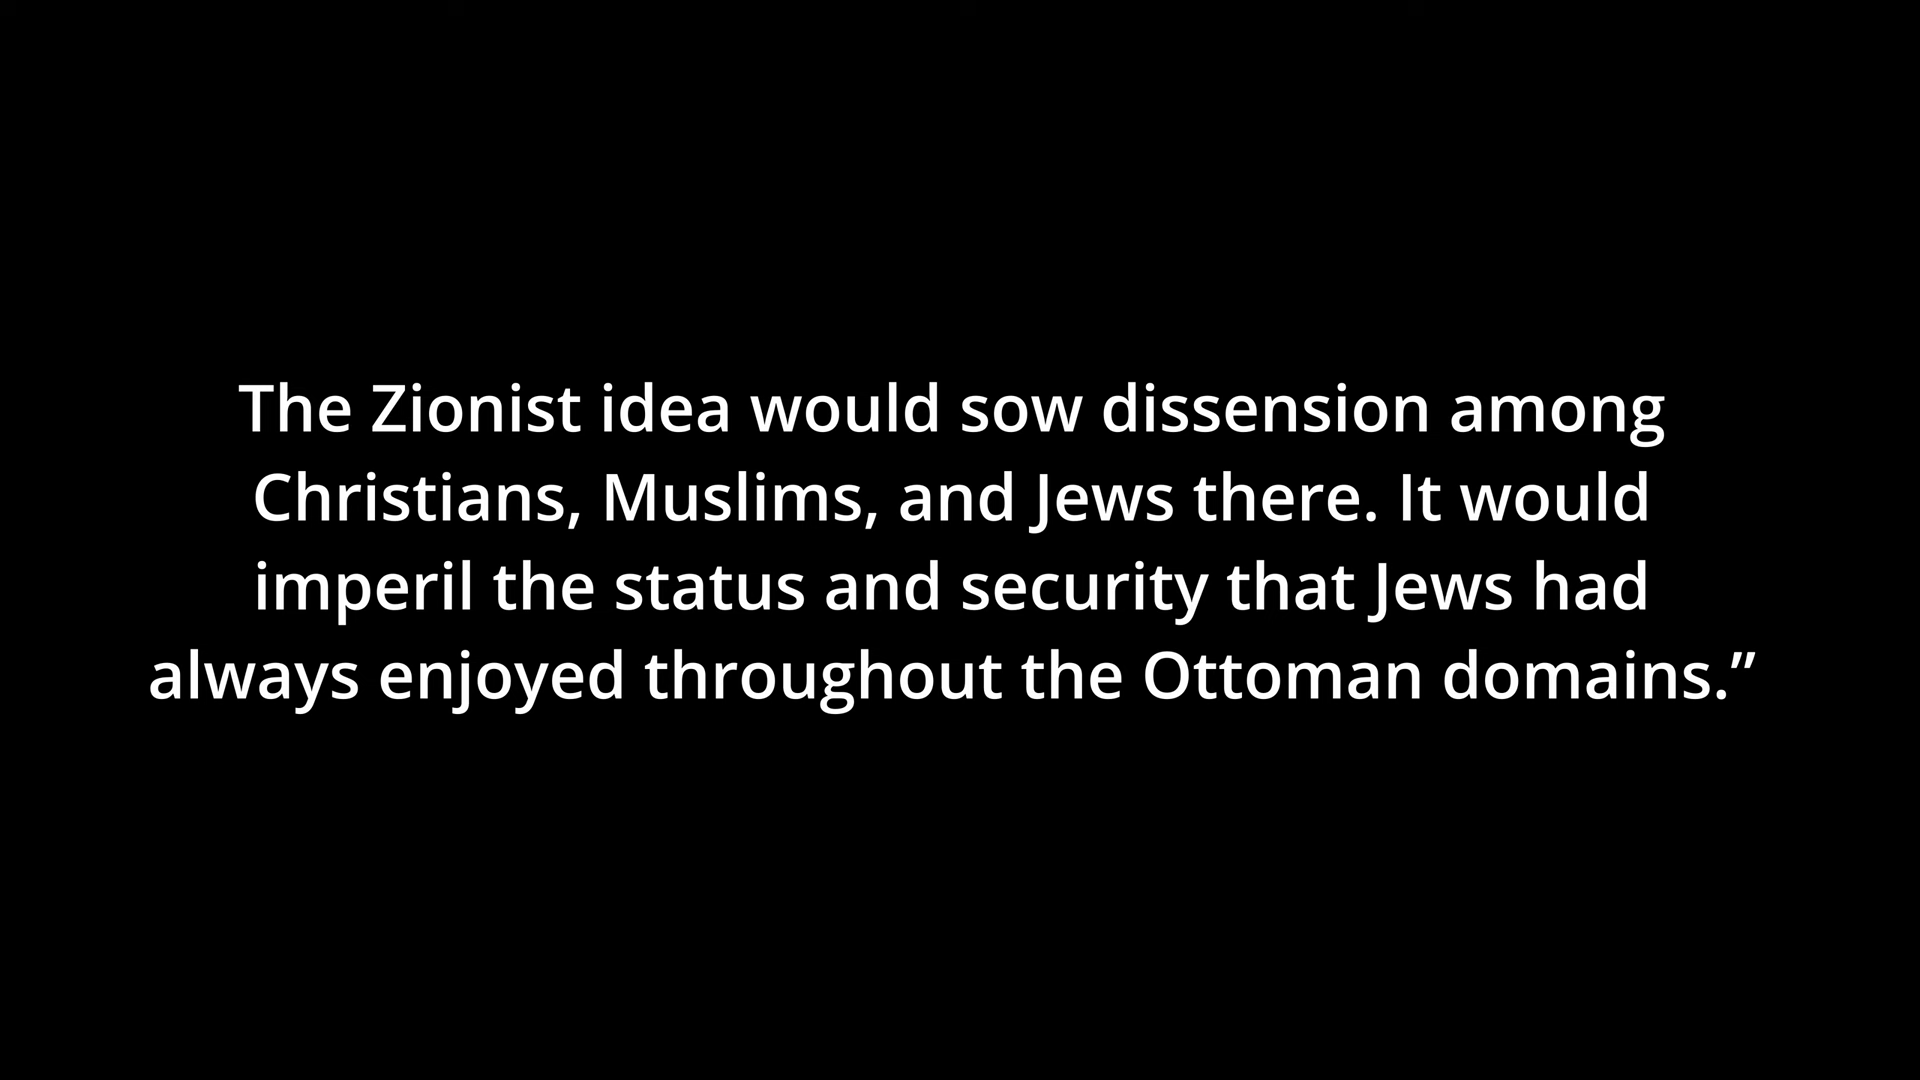 The Zionist idea would sow dissension among
Christians, Muslims, and Jews there. It would
imperil the status and security that Jews had
always enjoyed throughout the Ottoman domains.”